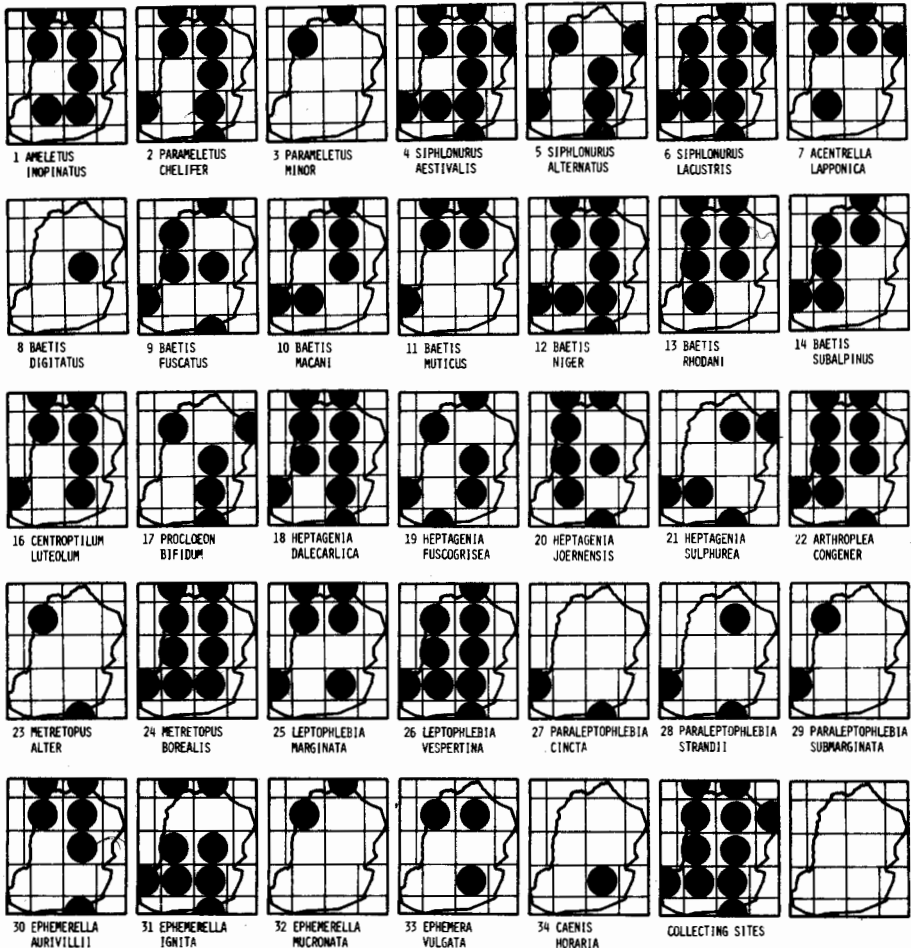 1 AMELETUS
INOPINATUS
2 PARAMELETUS
CHELIFER
3 PARAMELETUS
MINOR
4 SIPHLONURUS
AESTIVALIS
5 SIPHLONURUS
ALTERNATUS
6 SIPHLONURUS
LACUSTRIS
7 ACENTRELLA
LAPPONICA
8 BAETIS
DIGITATUS
9 BAETIS
FUSCATUS
10 BAETIS
MACANI
11 BAETIS
MUTICUS
12 BAETIS
NIGER
13 BAETIS
RHODANI
14 BAETIS
SUBALPINUS
16 CENTROPTILUM
LUTEOLUM
17 PROCLOEON
BIFIDUM
18 HEPTAGENIA
DALECARLICA
19 HEPTAGENIA
FUSCOGRISEA
20 HEPTAGENIA
JOERNENSIS
21 HEPTAGENIA
SULPHUREA
22 ARTHROPLEA
CONGENER
23 METRETOPUS
ALTER
24 METRETOPUS
BOREALIS
25 LEPTOPHLEBIA
MARGINATA
26 LEPTOPHLEBIA
VESPERTINA
27 PARALEPTOPHLEBIA
CINCTA
28 PARALEPTOPHLEBIA
STRANDII
29 PARALEPTOPHLEBIA
SUBMARGINATA
30 EPHEMERELLA
AURIVILLII
31 EPHEMERELLA
IGNITA
32 EPHEMERELLA
MUCRONATA
33 EPHEMERA
VULGATA
34 CAENIS
HORARIA
COLLECTING SITES